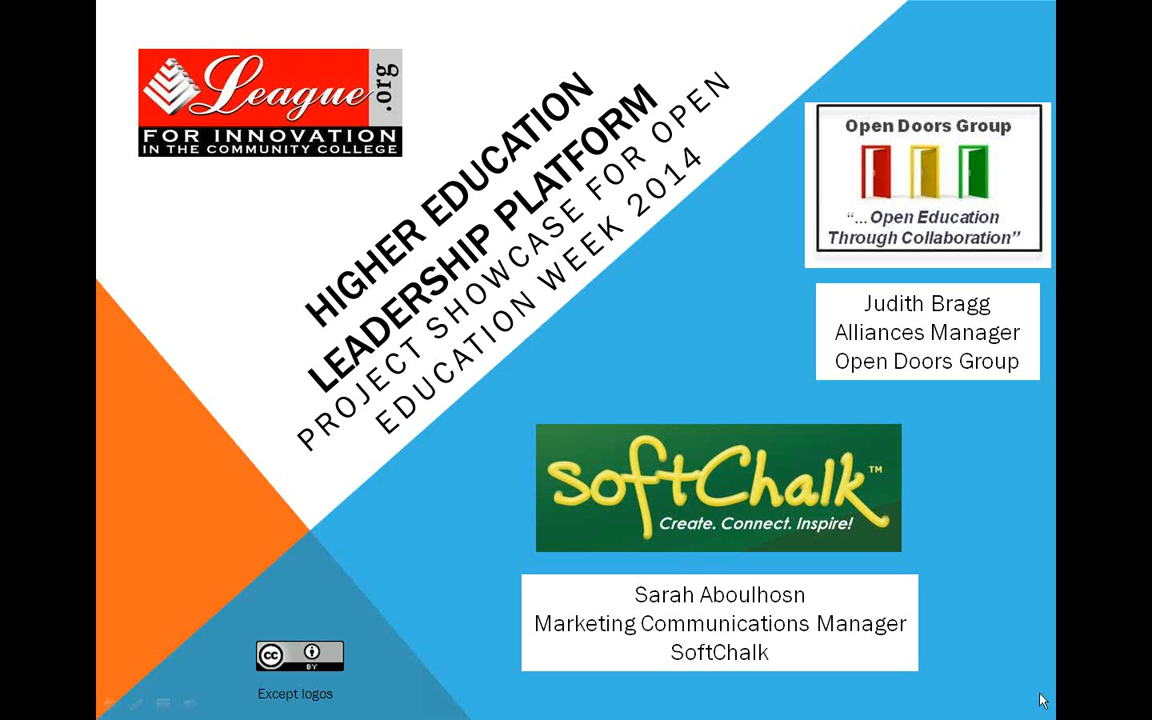 League
.org
FOR INNOVATION
IN THE COMMUNITY COLLEGE
HIGHER EDUCATION
LEADERSHIP PLATFORM
PROJECT SHOWCASE FOR OPEN
EDUCATION WEEK 2014
Open Doors Group
“...Open Education
Through Collaboration”
Judith Bragg
Alliances Manager
Open Doors Group
softChalk™
Create. Connect. Inspire!
Sarah Aboulhosn
Marketing Communications Manager
SoftChalk
cc
BY
Except logos